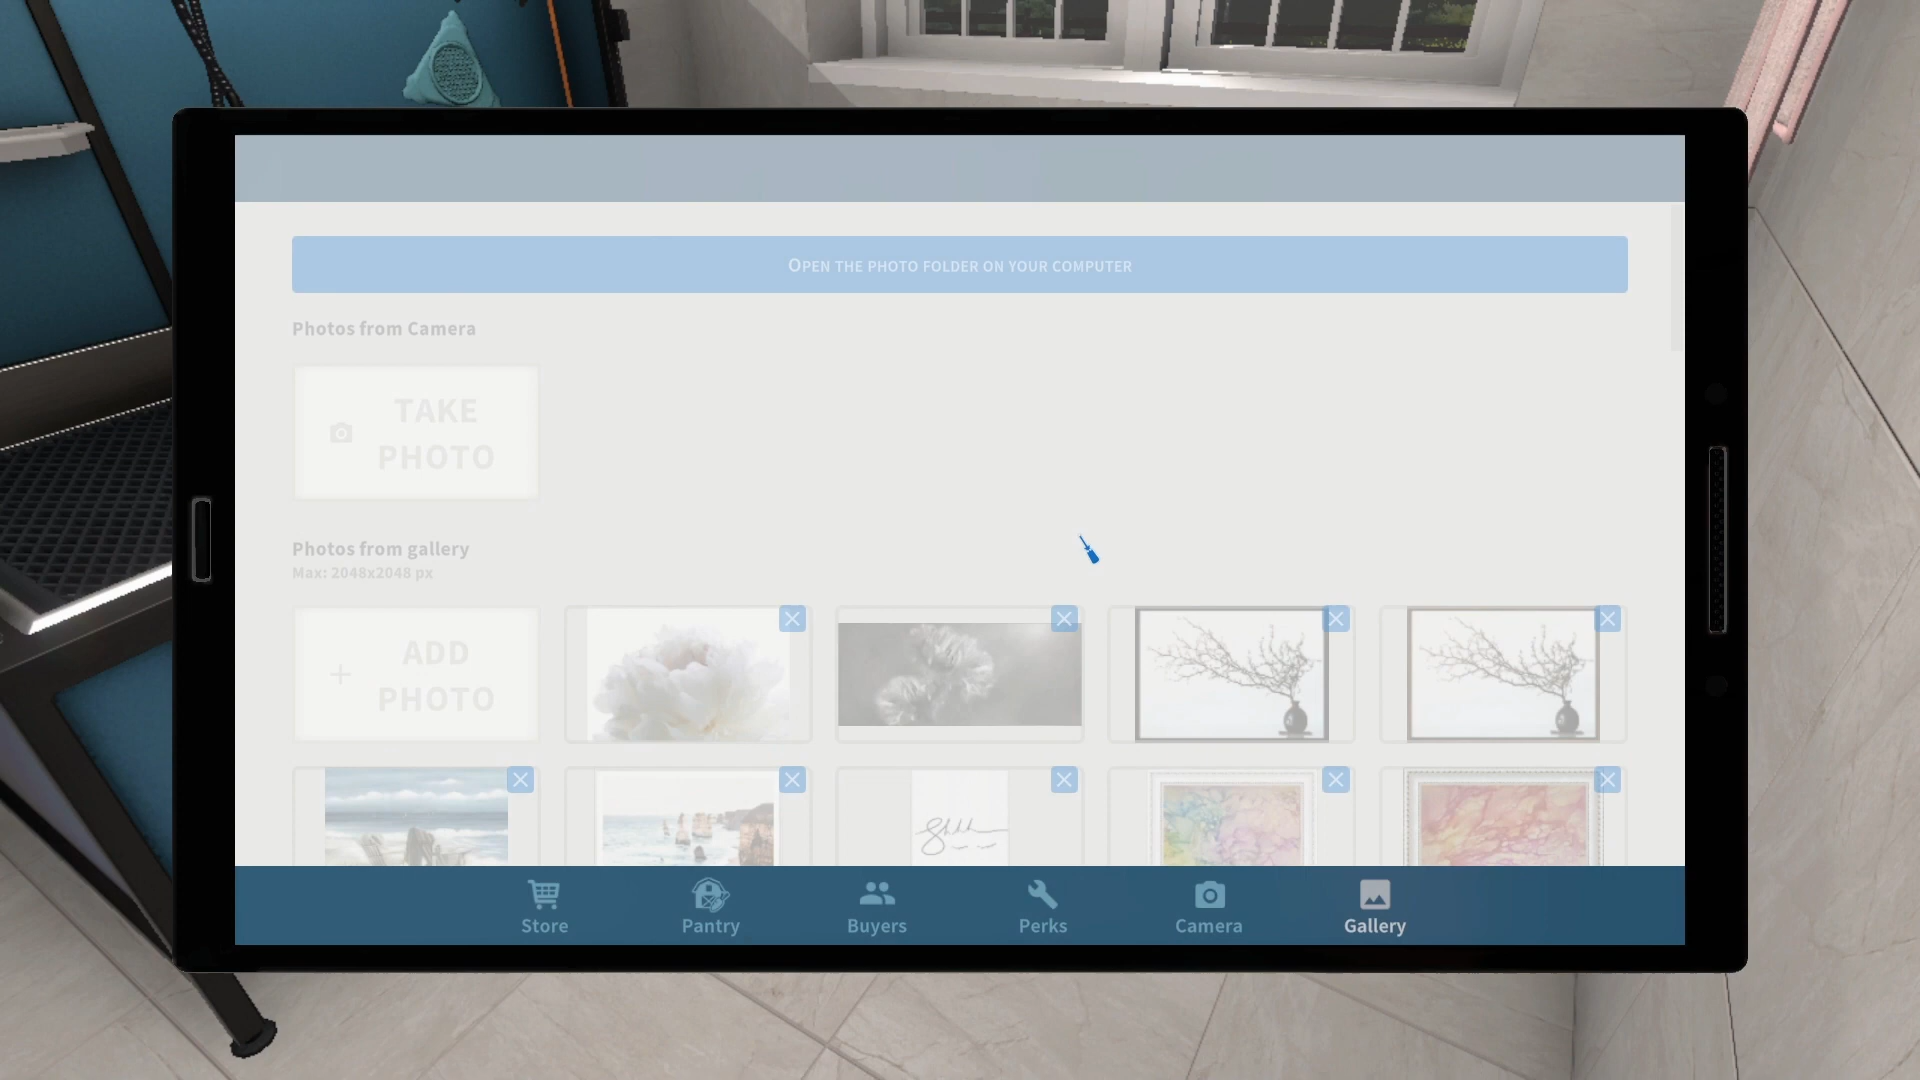 OPEN THE PHOTO FOLDER ON YOUR COMPUTER
Photos from Camera
TAKE
PHOTO
Photos from gallery
Max: 2048x2048 px
ADD
PHOTO
Store
Pantry
Buyers
Perks
Camera
Gallery